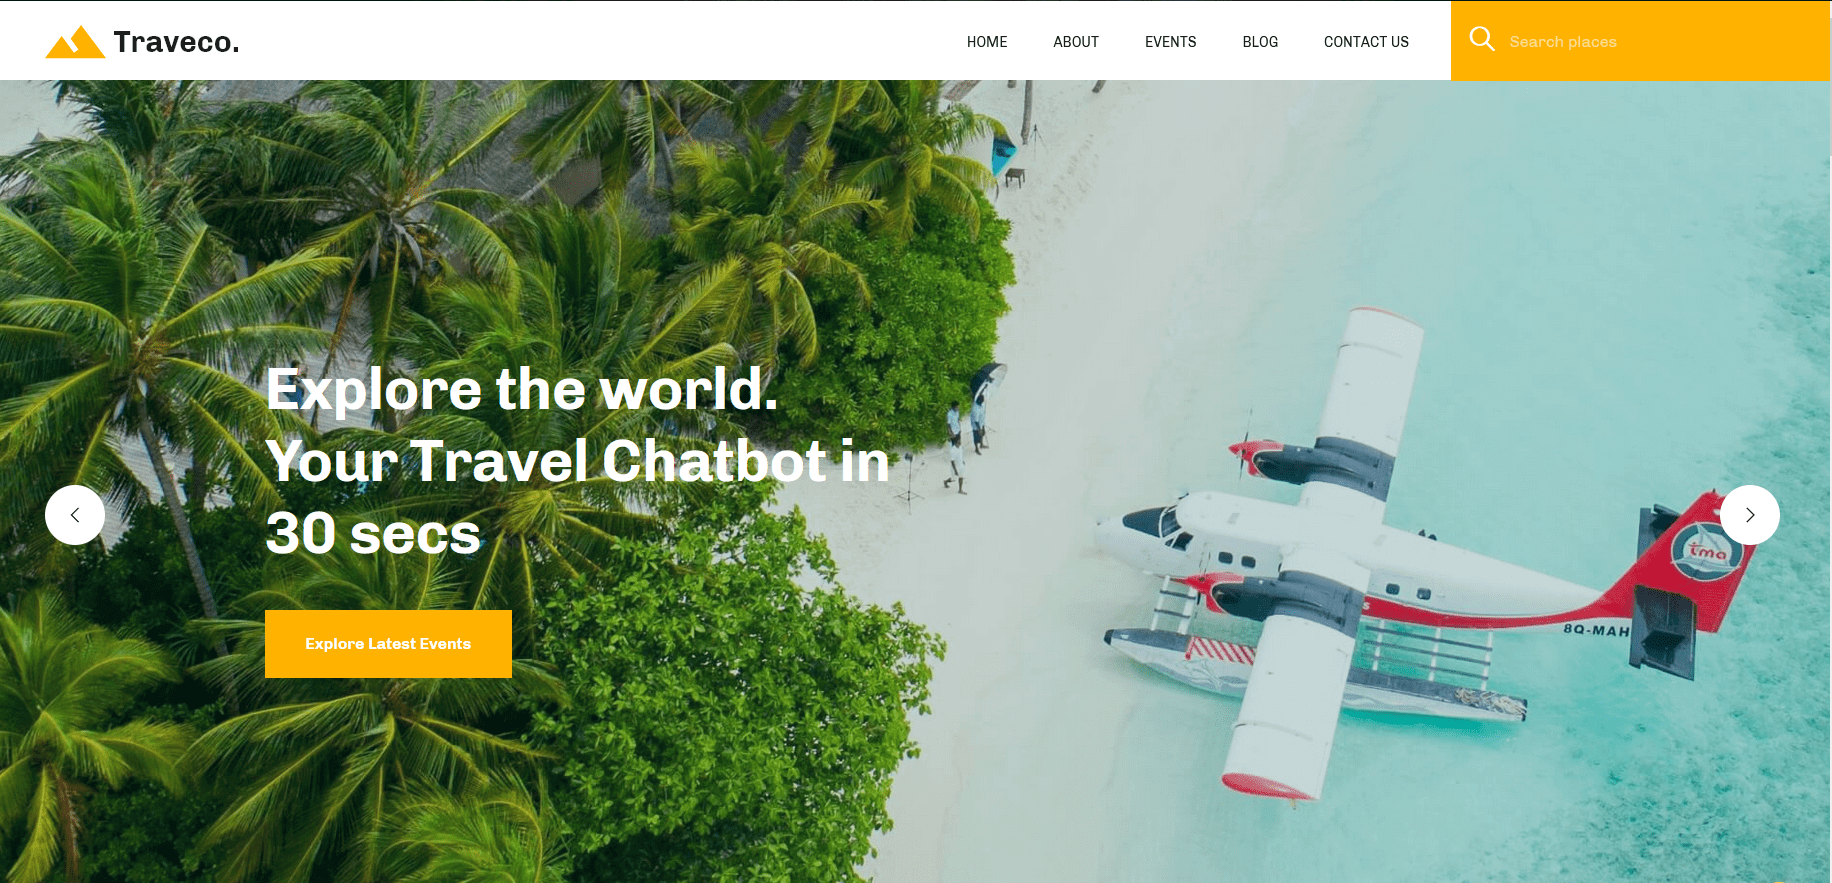 Traveco.
HOME ABOUT EVENTS BLOG CONTACT US
Search places
Explore the world.
Your Travel Chatbot in
30 secs
Explore Latest Events
tma
8Q-MAH